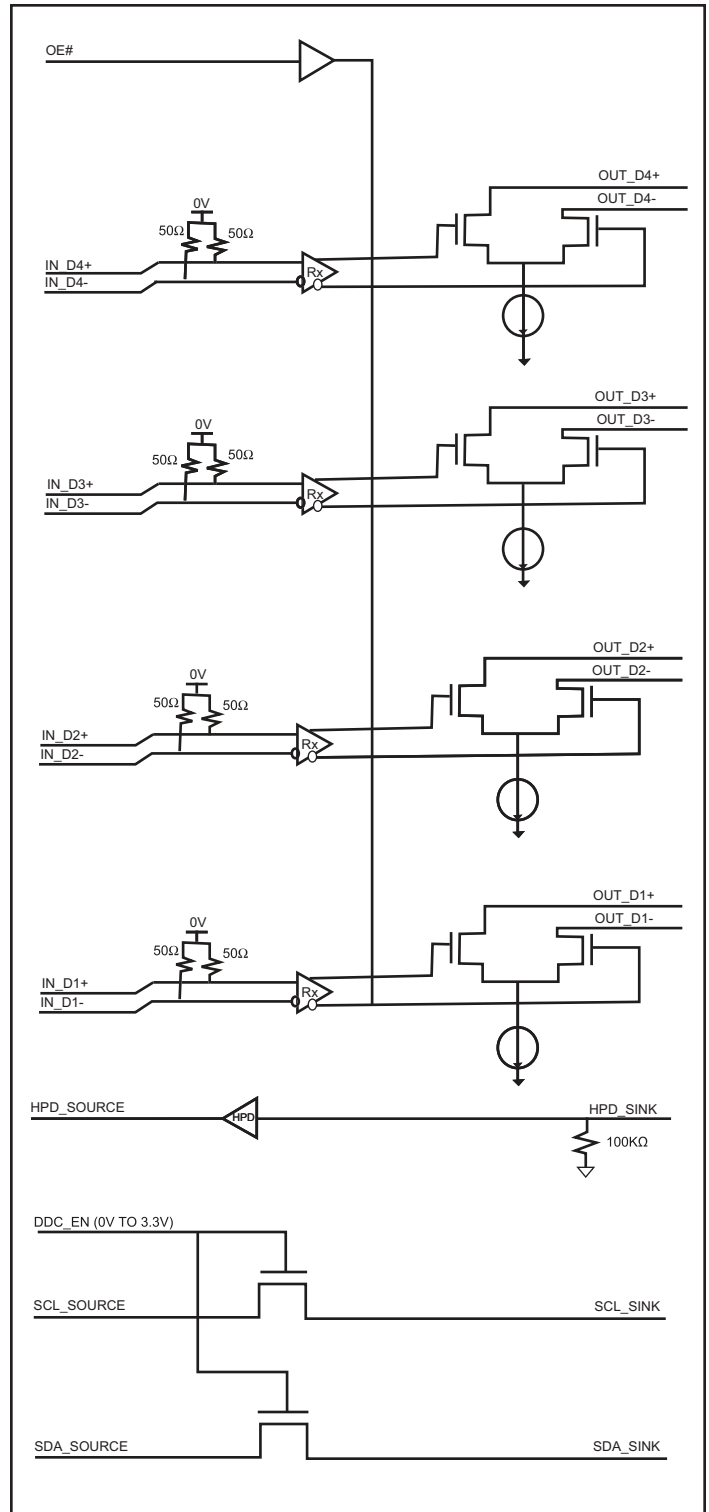 OE#
OUT_D4+
OUT_D4-
0V
50Ω
50Ω
IN_D4+
IN_D4-
Rx
OUT_D3+
OUT_D3-
0V
50Ω
50Ω
IN_D3+
IN_D3-
Rx
OUT_D2+
OUT_D2-
0V
50Ω
50Ω
IN_D2+
IN_D2-
Rx
OUT_D1+
OUT_D1-
0V
50Ω
50Ω
IN_D1+
IN_D1-
Rx
HPD_SOURCE
HPD
HPD_SINK
100KΩ
DDC_EN (0V TO 3.3V)
SCL_SOURCE
SCL_SINK
SDA_SOURCE
SDA_SINK